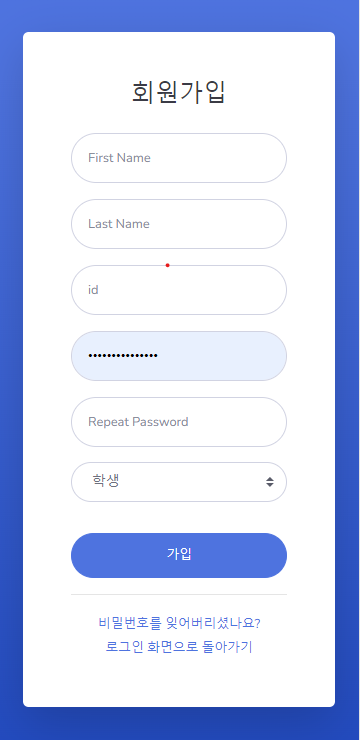 회원가입
First Name
Last Name
id
•••••••••••••••
Repeat Password
학생
가입
비밀번호를 잊어버리셨나요?
로그인 화면으로 돌아가기